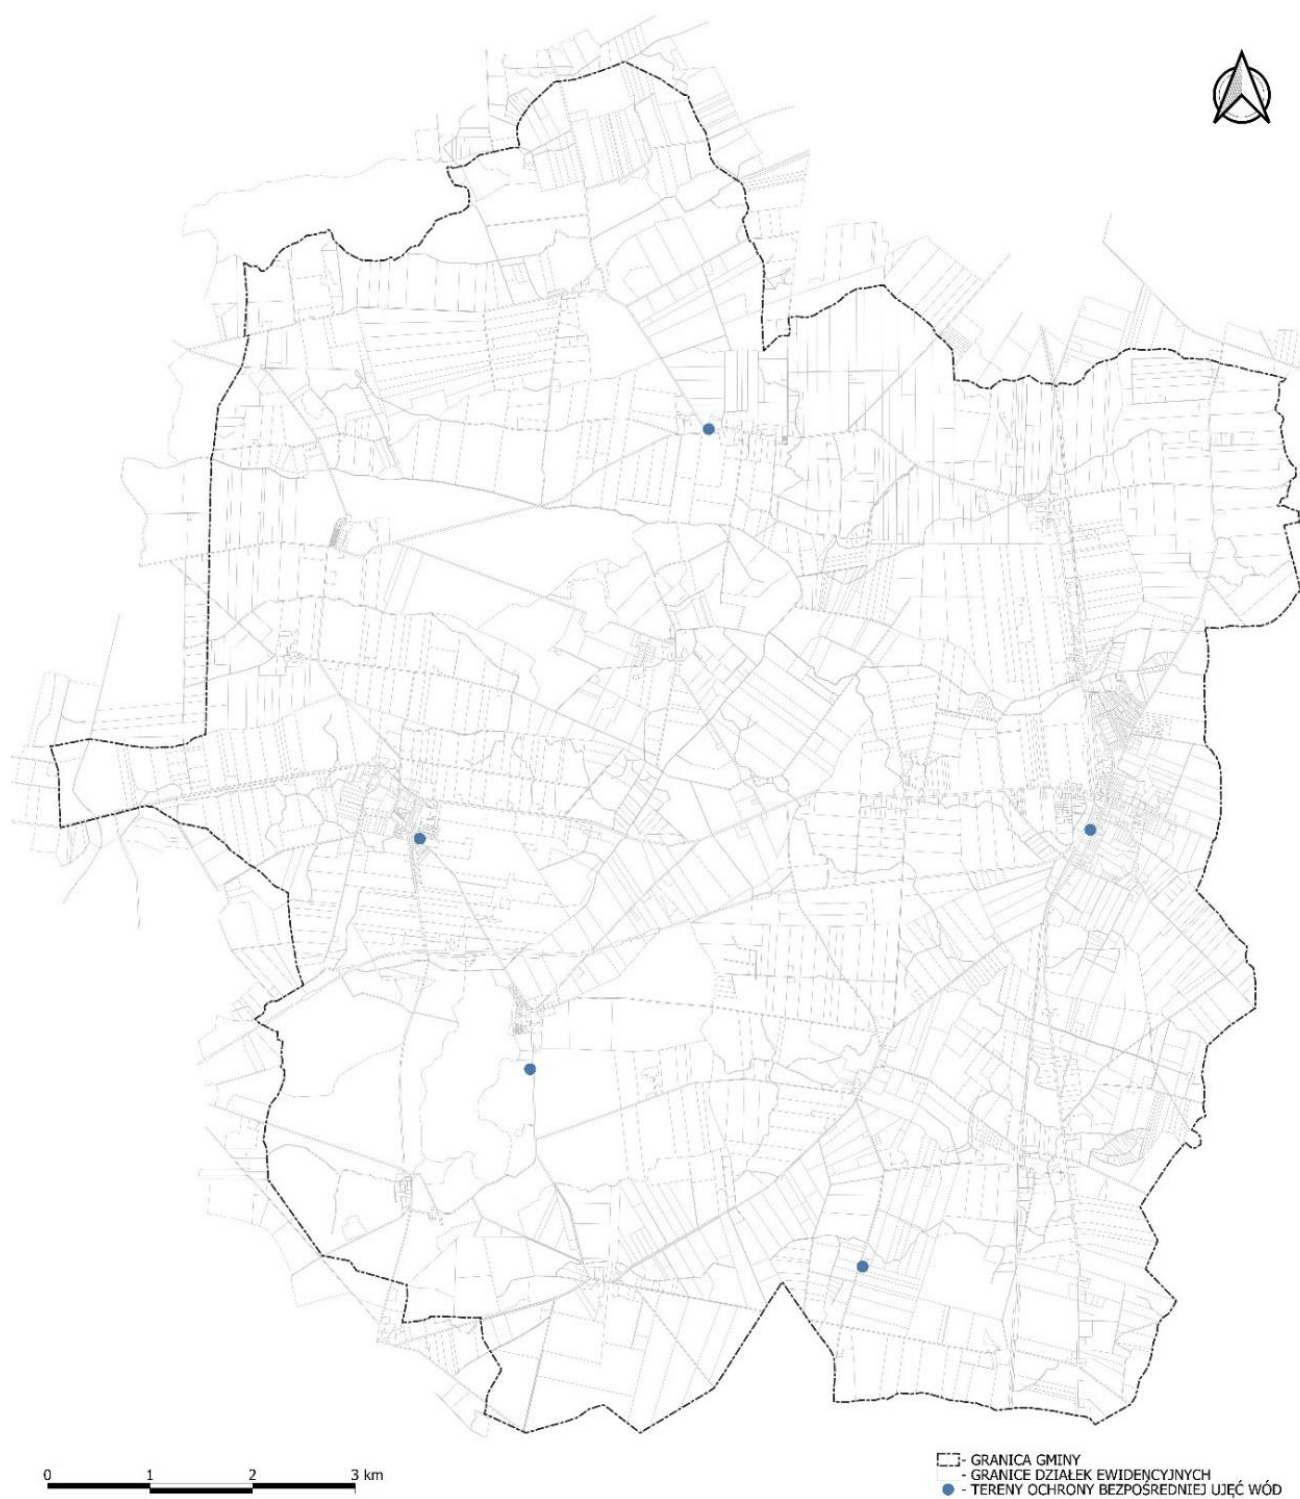 0 1 2 3 km
- GRANICA GMINY
- GRANICE DZIAŁEK EWIDENCYJNYCH
- TERENY OCHRONY BEZPOŚREDNIEJ UJĘĆ WÓD